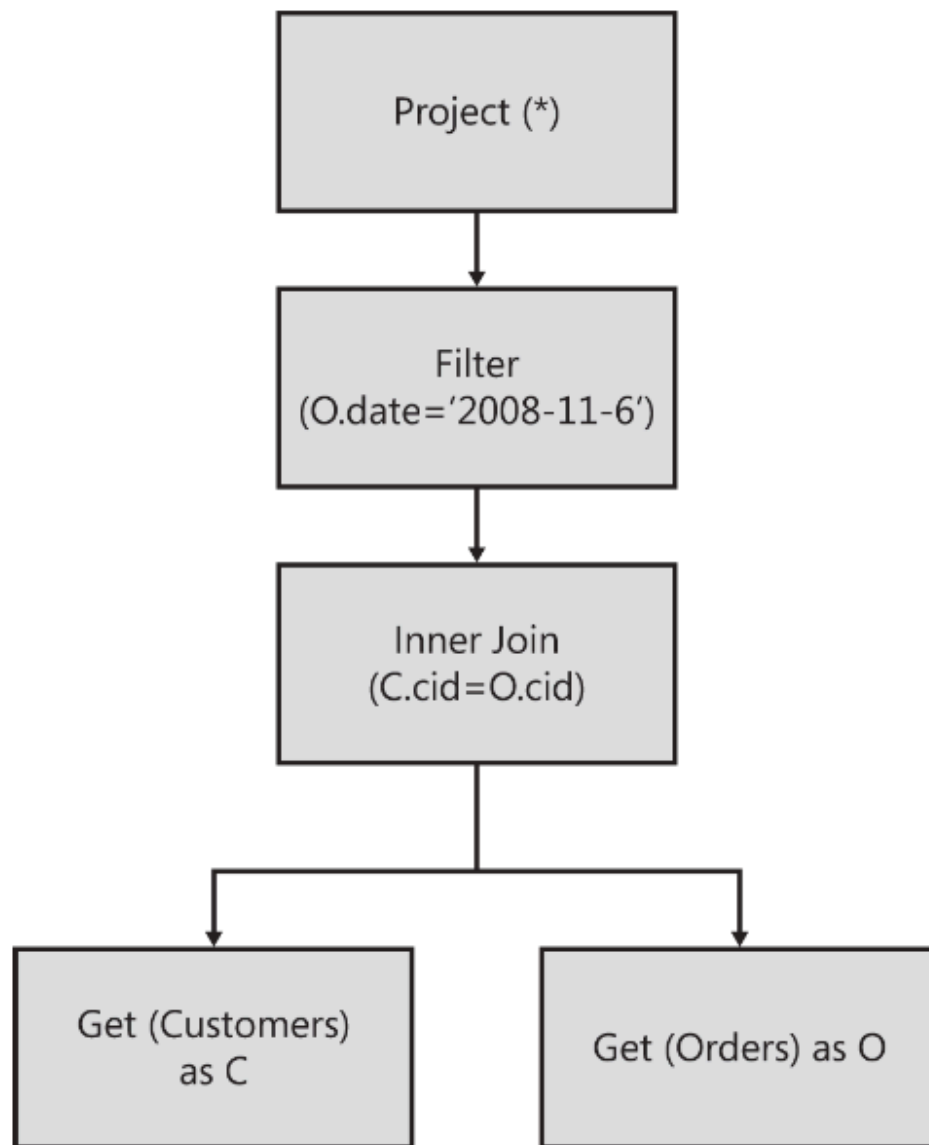 Project (*)
Filter
(O.date=‘2008-11-6’)
Inner Join
(C.cid=O.cid)
Get (Customers)
as C
Get (Orders) as O